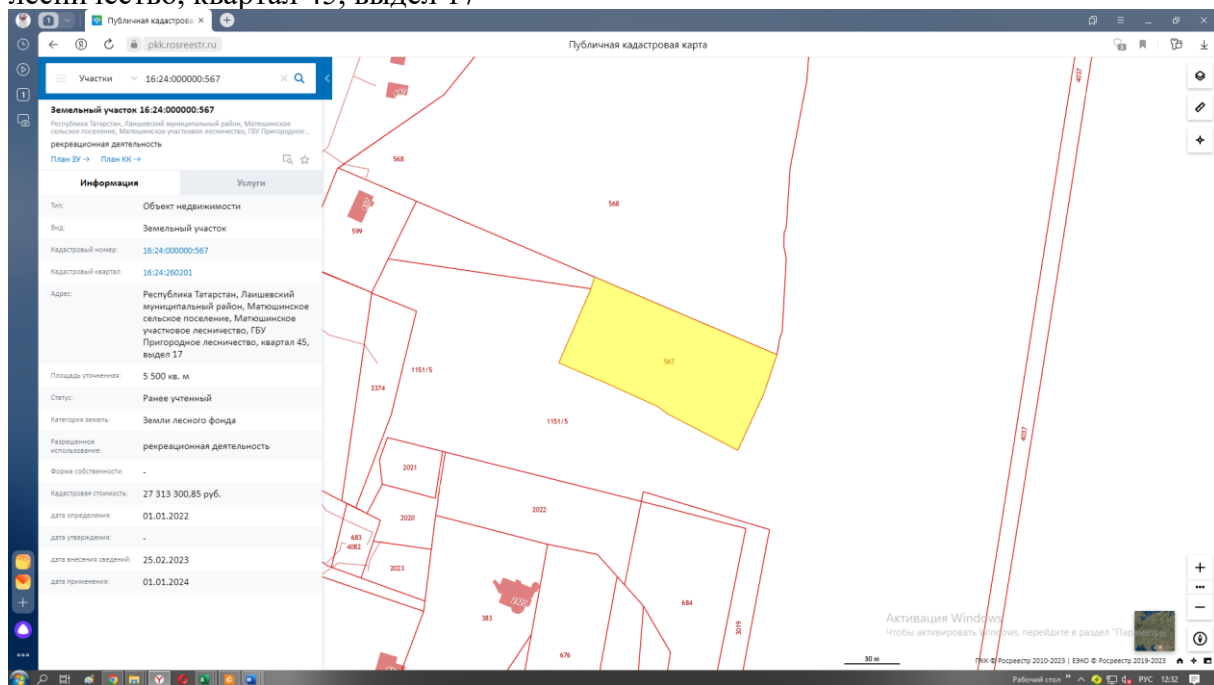 лесничество, квартал 45, выдел 17
Публичная кадастрова
pkk.rosreestr.ru
Публичная кадастровая карта
Участки
16:24:000000:567
Земельный участок 16:24:000000:567
Республика Татарстан, Лаишевский муниципальный район, Матюшинское
сельское поселение, Матюшинское участковое лесничество, ГБУ Пригородное...
рекреационная деятельность
План ЗУ → План КК →
Информация
Услуги
Тип: Объект недвижимости
Вид: Земельный участок
Кадастровый номер: 16:24:000000:567
Кадастровый квартал: 16:24:260201
Адрес: Республика Татарстан, Лаишевский
муниципальный район, Матюшинское
сельское поселение, Матюшинское
участковое лесничество, ГБУ
Пригородное лесничество, квартал 45,
выдел 17
Площадь уточненная: 5 500 кв. м
Статус: Ранее учтенный
Категория земель: Земли лесного фонда
Разрешенное
использование: рекреационная деятельность
Форма собственности: -
Кадастровая стоимость: 27 313 300,85 руб.
дата определения: 01.01.2022
дата утверждения: -
дата внесения сведений: 25.02.2023
дата применения: 01.01.2024
4037
568
568
599
567
1151/5
3374
1151/5
4037
2021
2022
2020
683
4082
2023
684
383
3019
676
Активация Windows
Чтобы активировать Windows, перейдите в раздел "Параметры".
30 м
ПКК © Росреестр 2010-2023 | ЕЭКО © Росреестр 2019-2023
Рабочий стол
РУС
12:32